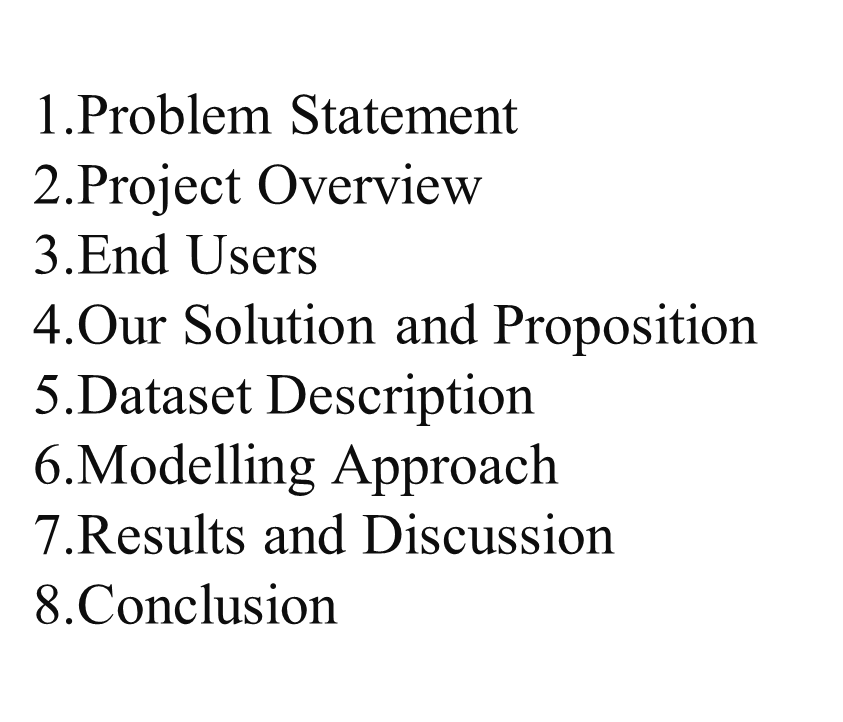 1.Problem Statement
2.Project Overview
3.End Users
4.Our Solution and Proposition
5.Dataset Description
6.Modelling Approach
7.Results and Discussion
8.Conclusion